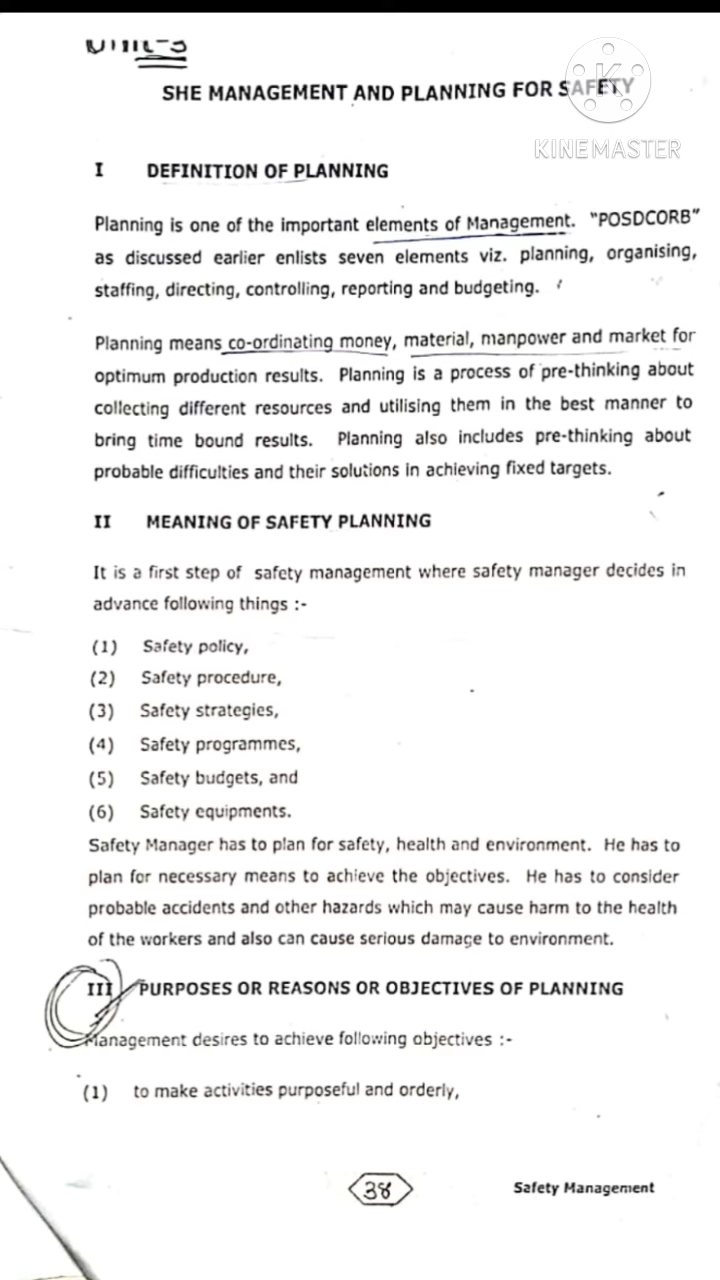 SHE MANAGEMENT AND PLANNING FOR SAFETY
KINEMASTER
I DEFINITION OF PLANNING
Planning is one of the important elements of Management. "POSDCORB"
as discussed earlier enlists seven elements viz. planning, organising,
staffing, directing, controlling, reporting and budgeting.
Planning means co-ordinating money, material, manpower and market for
optimum production results. Planning is a process of pre-thinking about
collecting different resources and utilising them in the best manner to
bring time bound results. Planning also includes pre-thinking about
probable difficulties and their solutions in achieving fixed targets.
II MEANING OF SAFETY PLANNING
It is a first step of safety management where safety manager decides in
advance following things :-
(1) Safety policy,
(2) Safety procedure,
(3) Safety strategies,
(4) Safety programmes,
(5) Safety budgets, and
(6) Safety equipments.
Safety Manager has to plan for safety, health and environment. He has to
plan for necessary means to achieve the objectives. He has to consider
probable accidents and other hazards which may cause harm to the health
of the workers and also can cause serious damage to environment.
III PURPOSES OR REASONS OR OBJECTIVES OF PLANNING
Management desires to achieve following objectives :-
(1) to make activities purposeful and orderly,
38 Safety Management